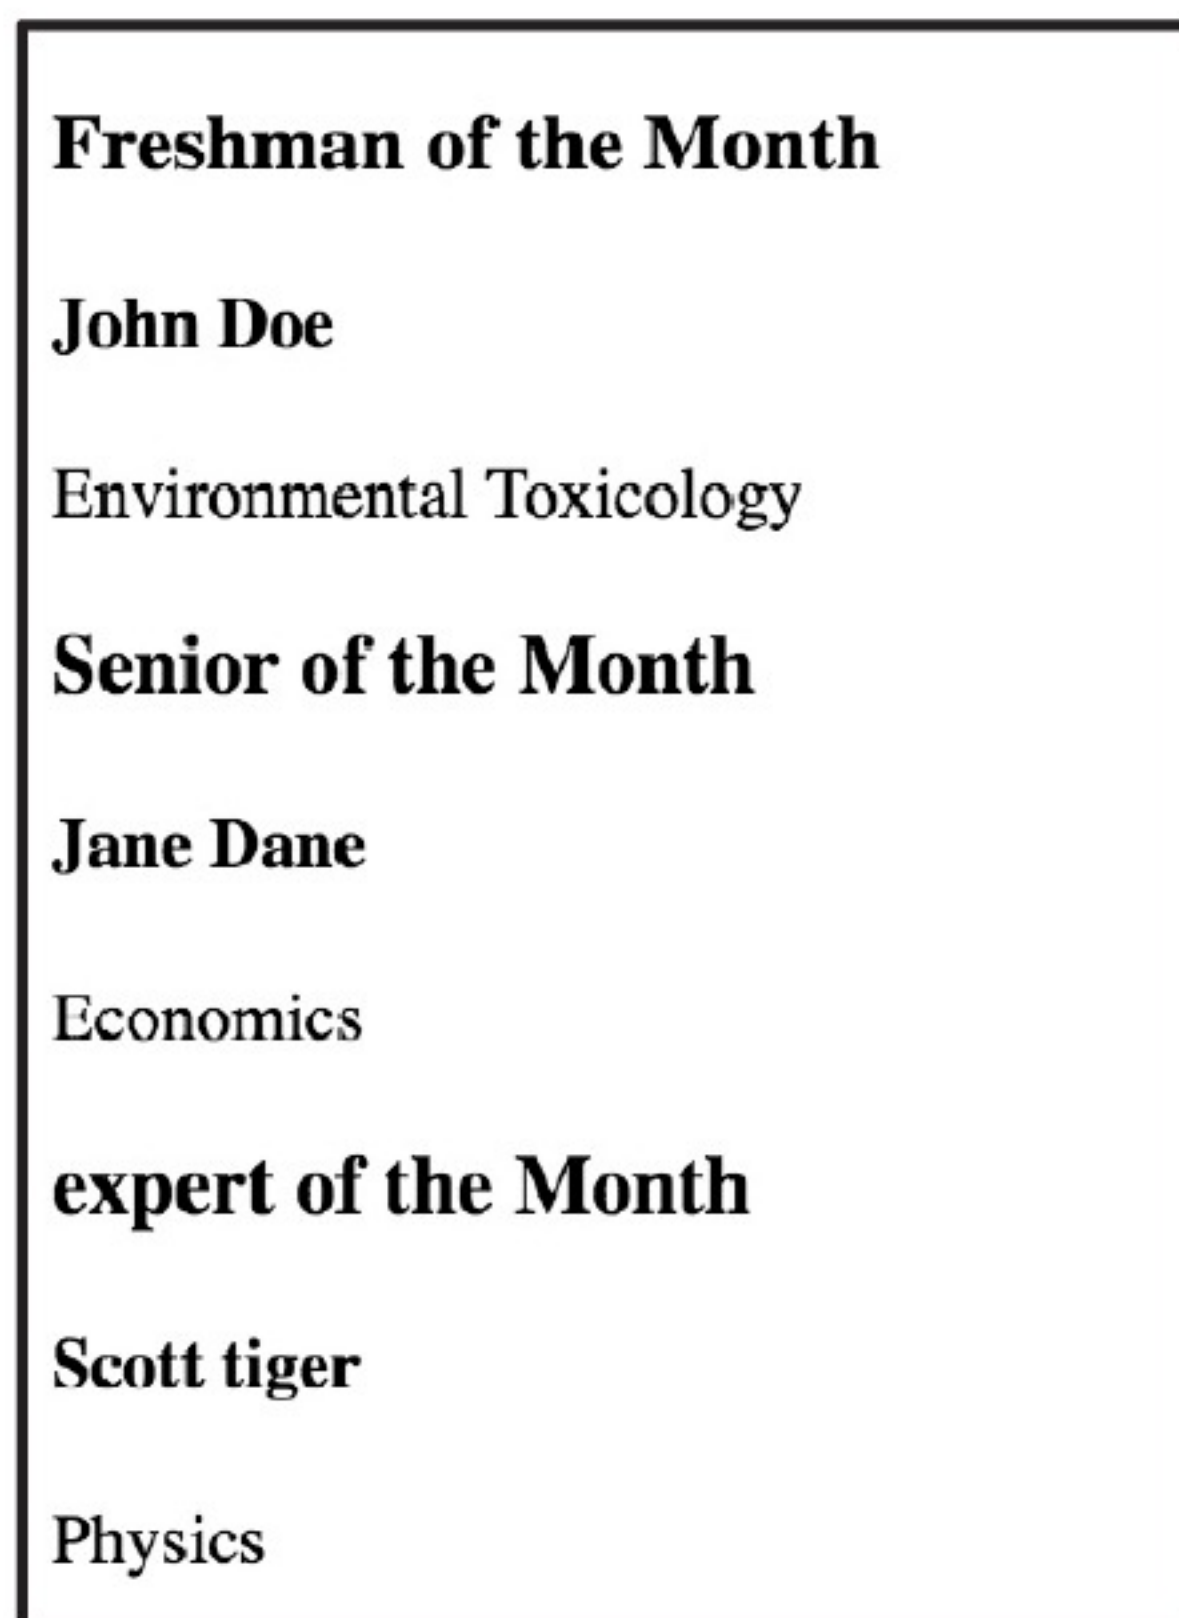 Freshman of the Month
John Doe
Environmental Toxicology
Senior of the Month
Jane Dane
Economics
expert of the Month
Scott tiger
Physics